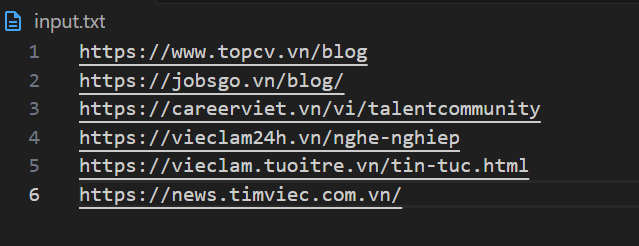 input.txt
1 https://www.topcv.vn/blog
2 https://jobsgo.vn/blog/
3 https://careerviet.vn/vi/talentcommunity
4 https://vieclam24h.vn/nghe-nghiep
5 https://vieclam.tuoitre.vn/tin-tuc.html
6 https://news.timviec.com.vn/